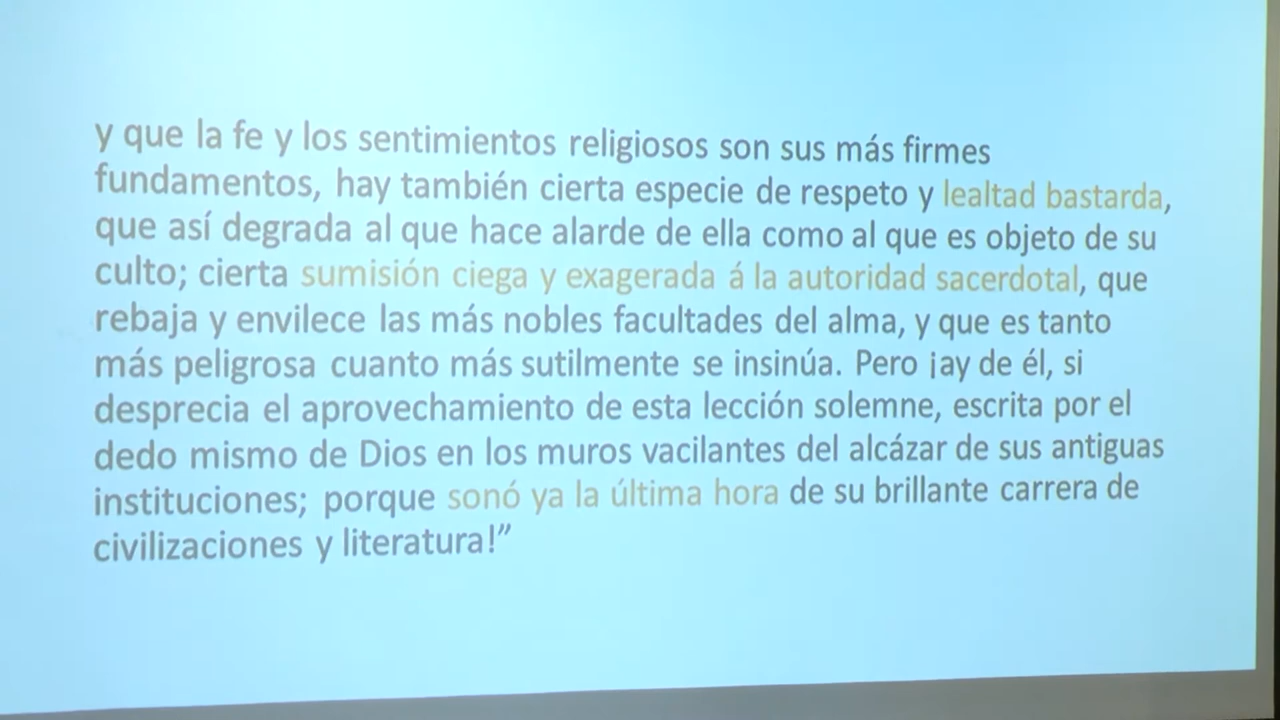 y que la fe y los sentimientos religiosos son sus más firmes
fundamentos, hay también cierta especie de respeto y lealtad bastarda,
que así degrada al que hace alarde de ella como al que es objeto de su
culto; cierta sumisión ciega y exagerada á la autoridad sacerdotal, que
rebaja y envilece las más nobles facultades del alma, y que es tanto
más peligrosa cuanto más sutilmente se insinúa. Pero ¡ay de él, si
desprecia el aprovechamiento de esta lección solemne, escrita por el
dedo mismo de Dios en los muros vacilantes del alcázar de sus antiguas
instituciones; porque sonó ya la última hora de su brillante carrera de
civilizaciones y literatura!”